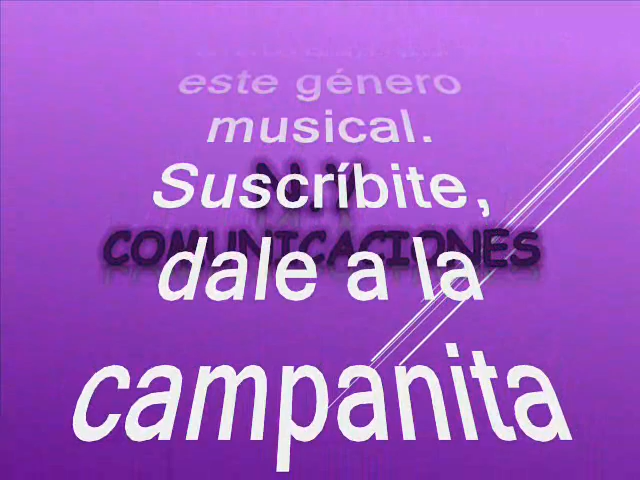 este género
musical.
Suscríbite,
COMUNICACIONES
dale a la
campanita